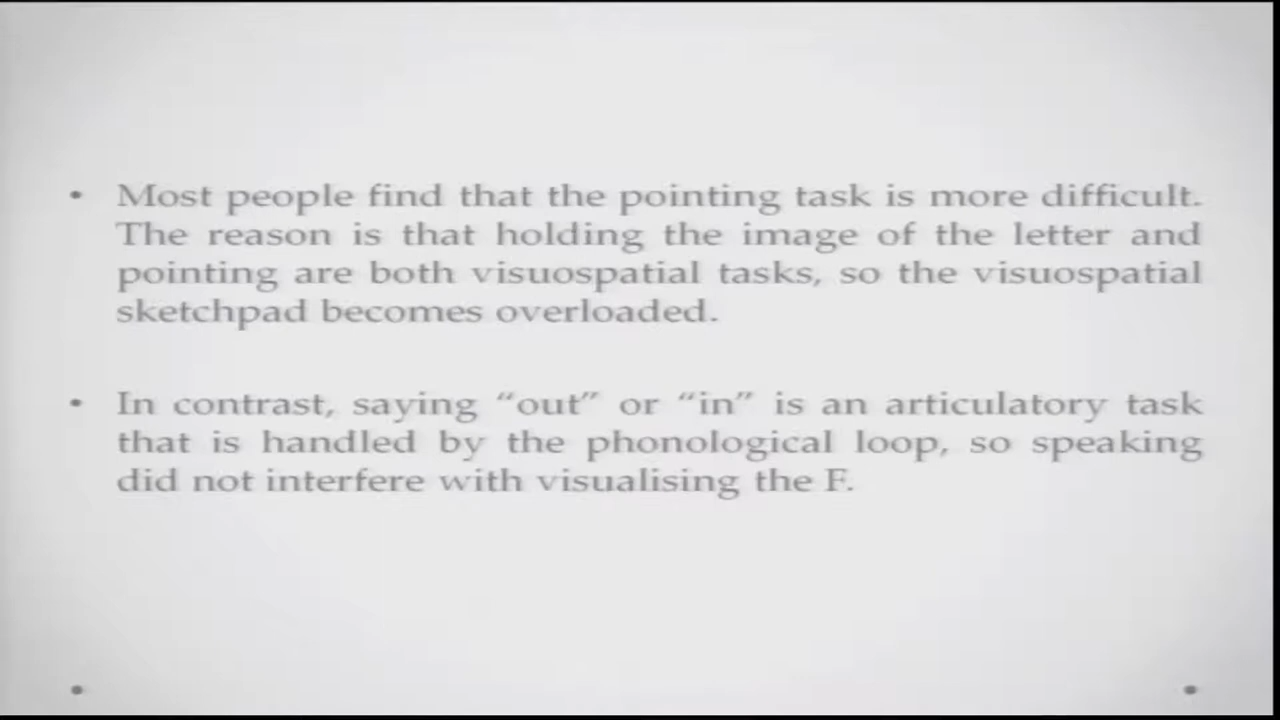 • Most people find that the pointing task is more difficult.
The reason is that holding the image of the letter and
pointing are both visuospatial tasks, so the visuospatial
sketchpad becomes overloaded.
• In contrast, saying “out” or “in” is an articulatory task
that is handled by the phonological loop, so speaking
did not interfere with visualising the F.